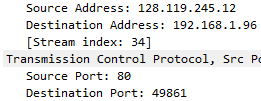 Source Address: 128.119.245.12
Destination Address: 192.168.1.96
[Stream index: 34]
Transmission Control Protocol, Src Po
Source Port: 80
Destination Port: 49861